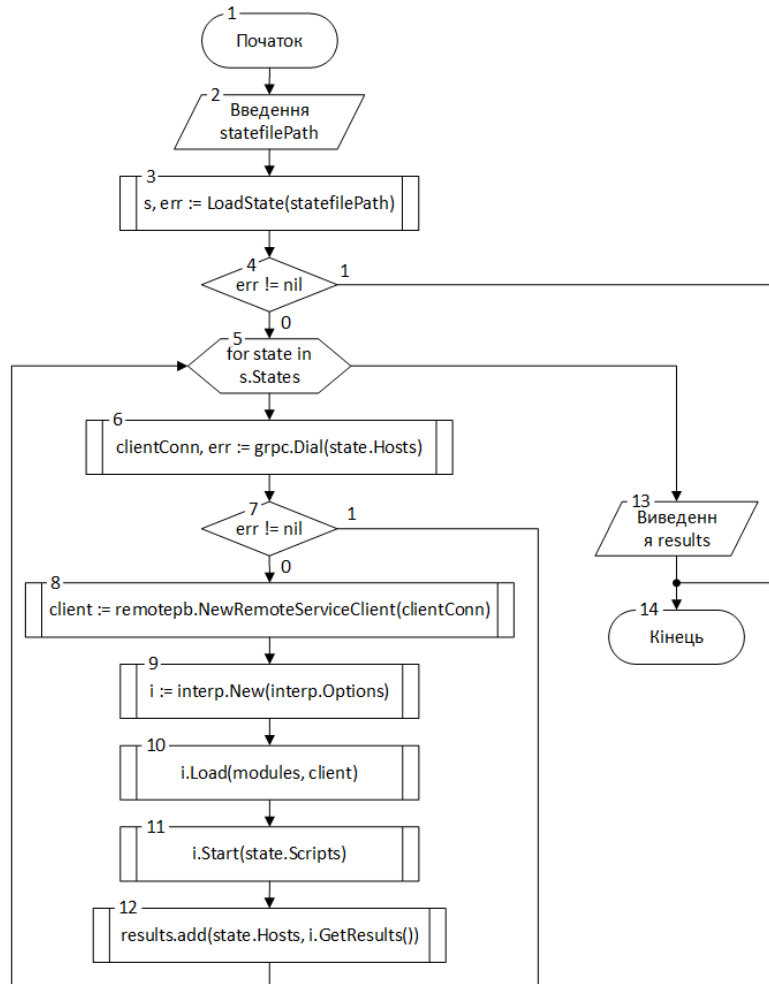 1
Початок
2
Введення
statefilePath
3
s, err := LoadState(statefilePath)
4
err != nil
1
0
5
for state in
s.States
6
clientConn, err := grpc.Dial(state.Hosts)
7
err != nil
1
0
8
client := remotepb.NewRemoteServiceClient(clientConn)
9
i := interp.New(interp.Options)
10
i.Load(modules, client)
11
i.Start(state.Scripts)
12
results.add(state.Hosts, i.GetResults())
13
Виведенн
я results
14
Кінець